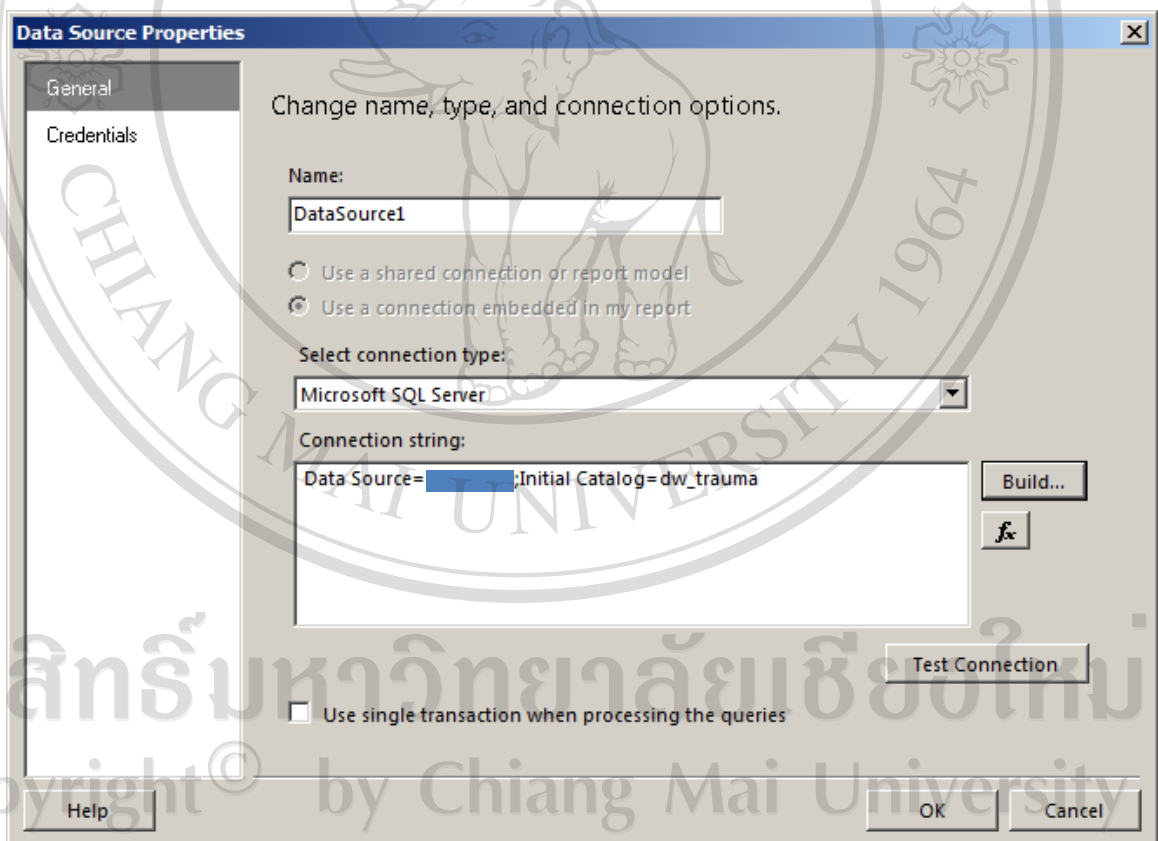 Data Source Properties
General
Credentials
Change name, type, and connection options.
Name:
DataSource1
Use a shared connection or report model
Use a connection embedded in my report
Select connection type:
Microsoft SQL Server
Connection string:
Data Source= ;Initial Catalog=dw_trauma
Build...
fx
Test Connection
Use single transaction when processing the queries
Help
OK
Cancel
CHIANG MAI UNIVERSITY 1964
สิทธิ์มหาวิทยาลัยเชียงใหม่
pyright© by Chiang Mai University